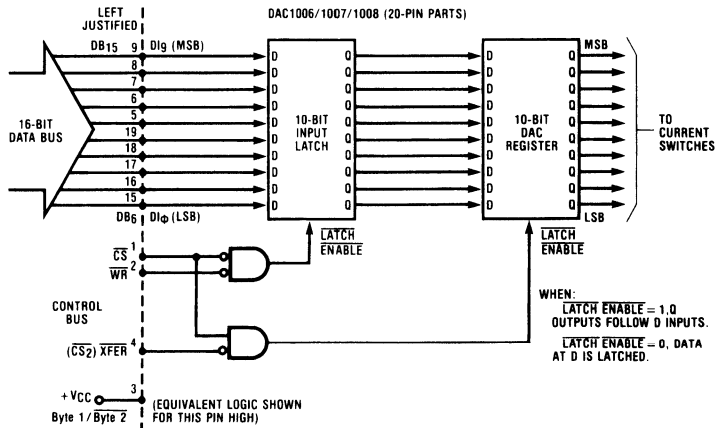 DAC1006/1007/1008 (20-PIN PARTS)
LEFT
JUSTIFIED
DB15 9 DI9 (MSB)
8
7
6
5
19
18
17
16
15
DB6 DIΦ (LSB)
16-BIT
DATA BUS
D D D D D D D D D D
10-BIT
INPUT
LATCH
Q Q Q Q Q Q Q Q Q Q
D D D D D D D D D D
10-BIT
DAC
REGISTER
Q Q Q Q Q Q Q Q Q Q
MSB
LSB
TO
CURRENT
SWITCHES
LATCH
ENABLE
LATCH
ENABLE
CS 1
WR 2
CONTROL
BUS
(CS2) XFER 4
+VCC 3
Byte 1/Byte 2
(EQUIVALENT LOGIC SHOWN
FOR THIS PIN HIGH)
WHEN:
LATCH ENABLE = 1, Q
OUTPUTS FOLLOW D INPUTS.
LATCH ENABLE = 0, DATA
AT D IS LATCHED.